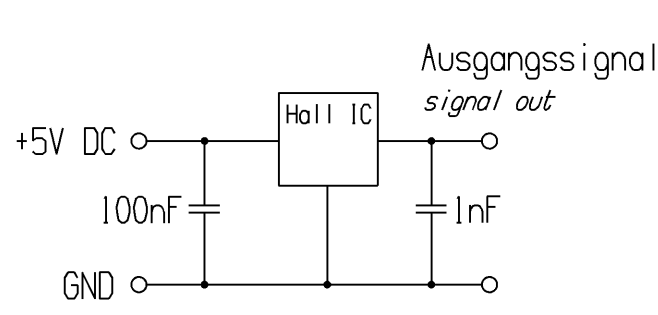 Ausgangssignal
signal out
Hall IC
+5V DC
100nF
1nF
GND